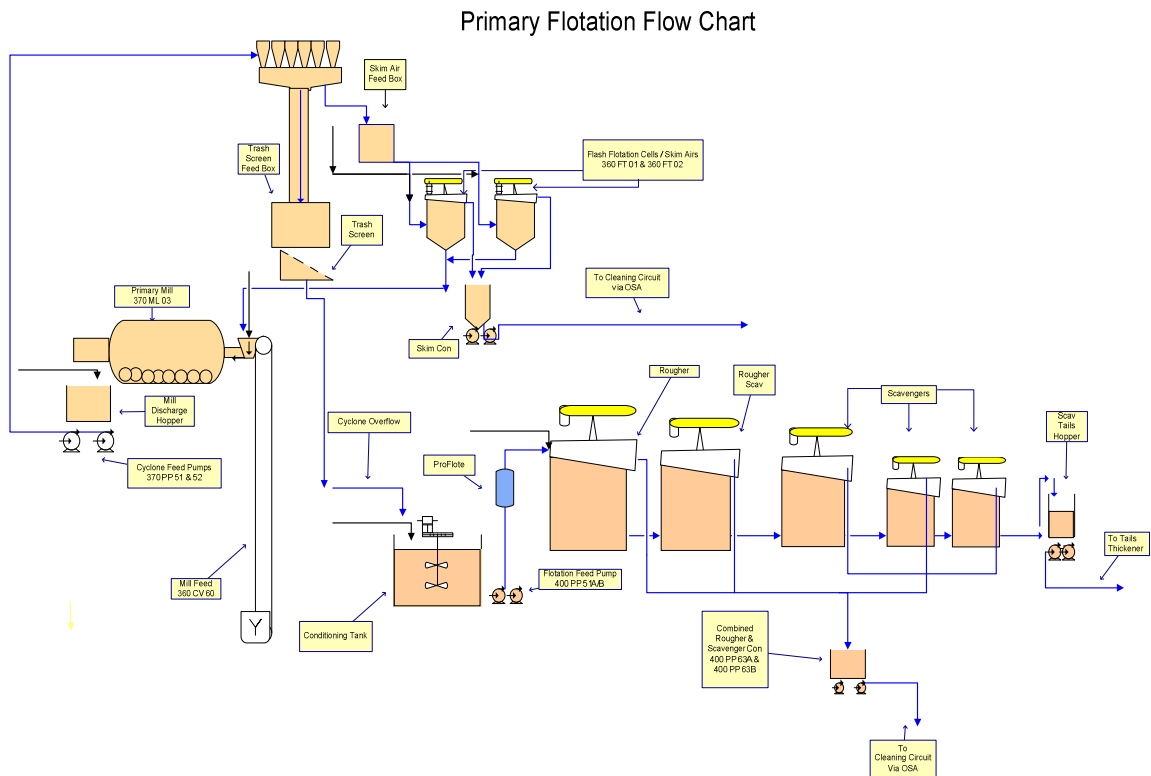 Primary Flotation Flow Chart
Skim Air
Feed Box
Trash
Screen
Feed Box
Flash Flotation Cells / Skim Airs
360 FT 01 & 360 FT 02
Trash
Screen
To Cleaning Circuit
via OSA
Primary Mill
370 ML 03
Skim Con
Rougher
Rougher
Scav
Scavengers
Mill
Discharge
Hopper
Cyclone Overflow
Scav
Tails
Hopper
Cyclone Feed Pumps
370 PP 51 & 52
ProFlote
To Tails
Thickener
Mill Feed
360 CV 60
Flotation Feed Pump
400 PP 51A/B
Y
Conditioning Tank
Combined
Rougher &
Scavenger Con
400 PP 63A &
400 PP 63B
To
Cleaning Circuit
Via OSA